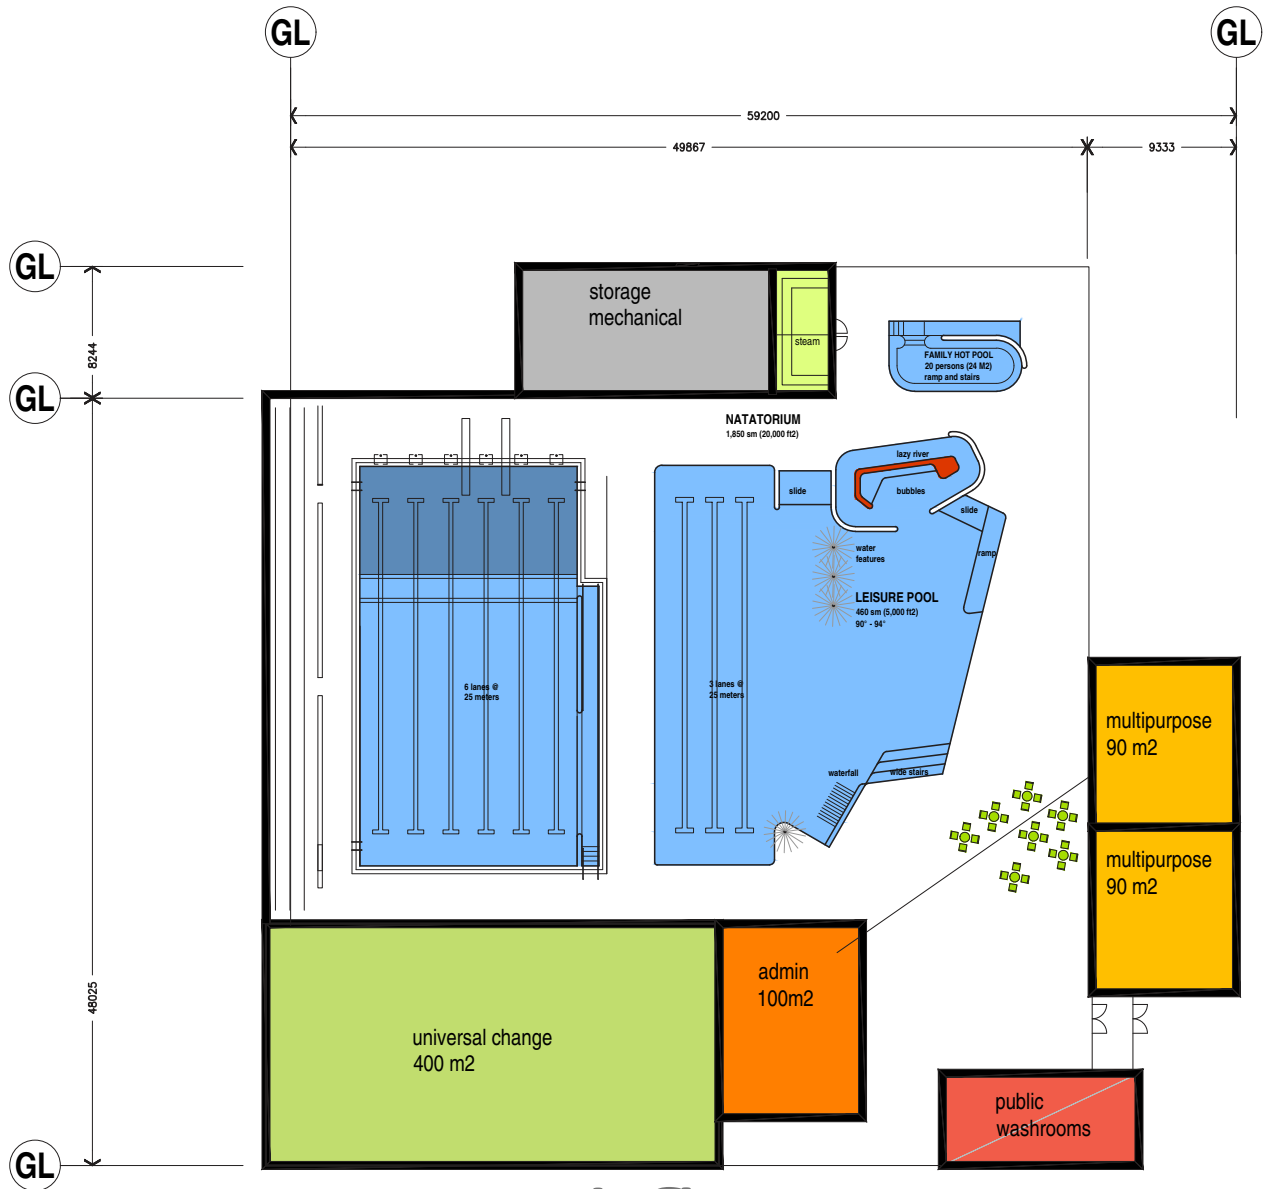 GL
GL
59200
49867
9333
GL
8244
GL
storage
mechanical
steam
FAMILY HOT POOL
20 persons (24 M2)
ramp and stairs
NATATORIUM
1,850 sm (20,000 ft2)
lazy river
bubbles
slide
slide
water
features
ramp
LEISURE POOL
460 sm (5,000 ft2)
90° - 94°
6 lanes @
25 meters
3 lanes @
25 meters
waterfall
wide stairs
multipurpose
90 m2
multipurpose
90 m2
48025
admin
100m2
universal change
400 m2
public
washrooms
GL